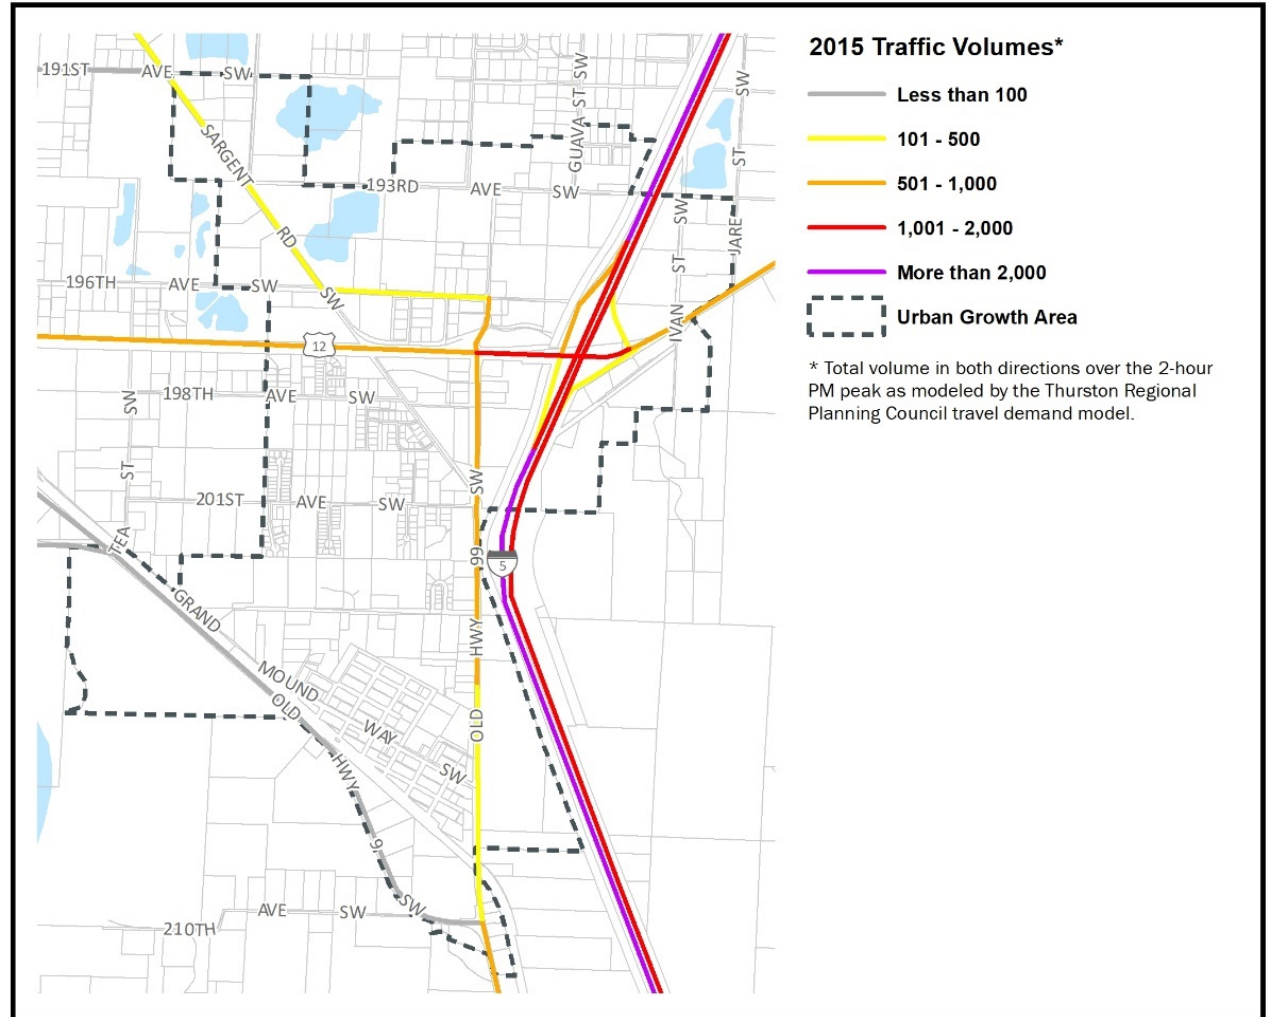 2015 Traffic Volumes*
Less than 100
101 - 500
501 - 1,000
1,001 - 2,000
More than 2,000
Urban Growth Area
* Total volume in both directions over the 2-hour
PM peak as modeled by the Thurston Regional
Planning Council travel demand model.
191ST AVE SW
SARGENT RD SW
GUAVA ST SW
193RD AVE SW
JARE ST SW
IVAN ST SW
196TH AVE SW
12
198TH AVE SW
201ST AVE SW
TEA ST SW
OLD HWY 99 SW
5
GRAND MOUND WAY SW
OLD HWY 9 SW
210TH AVE SW